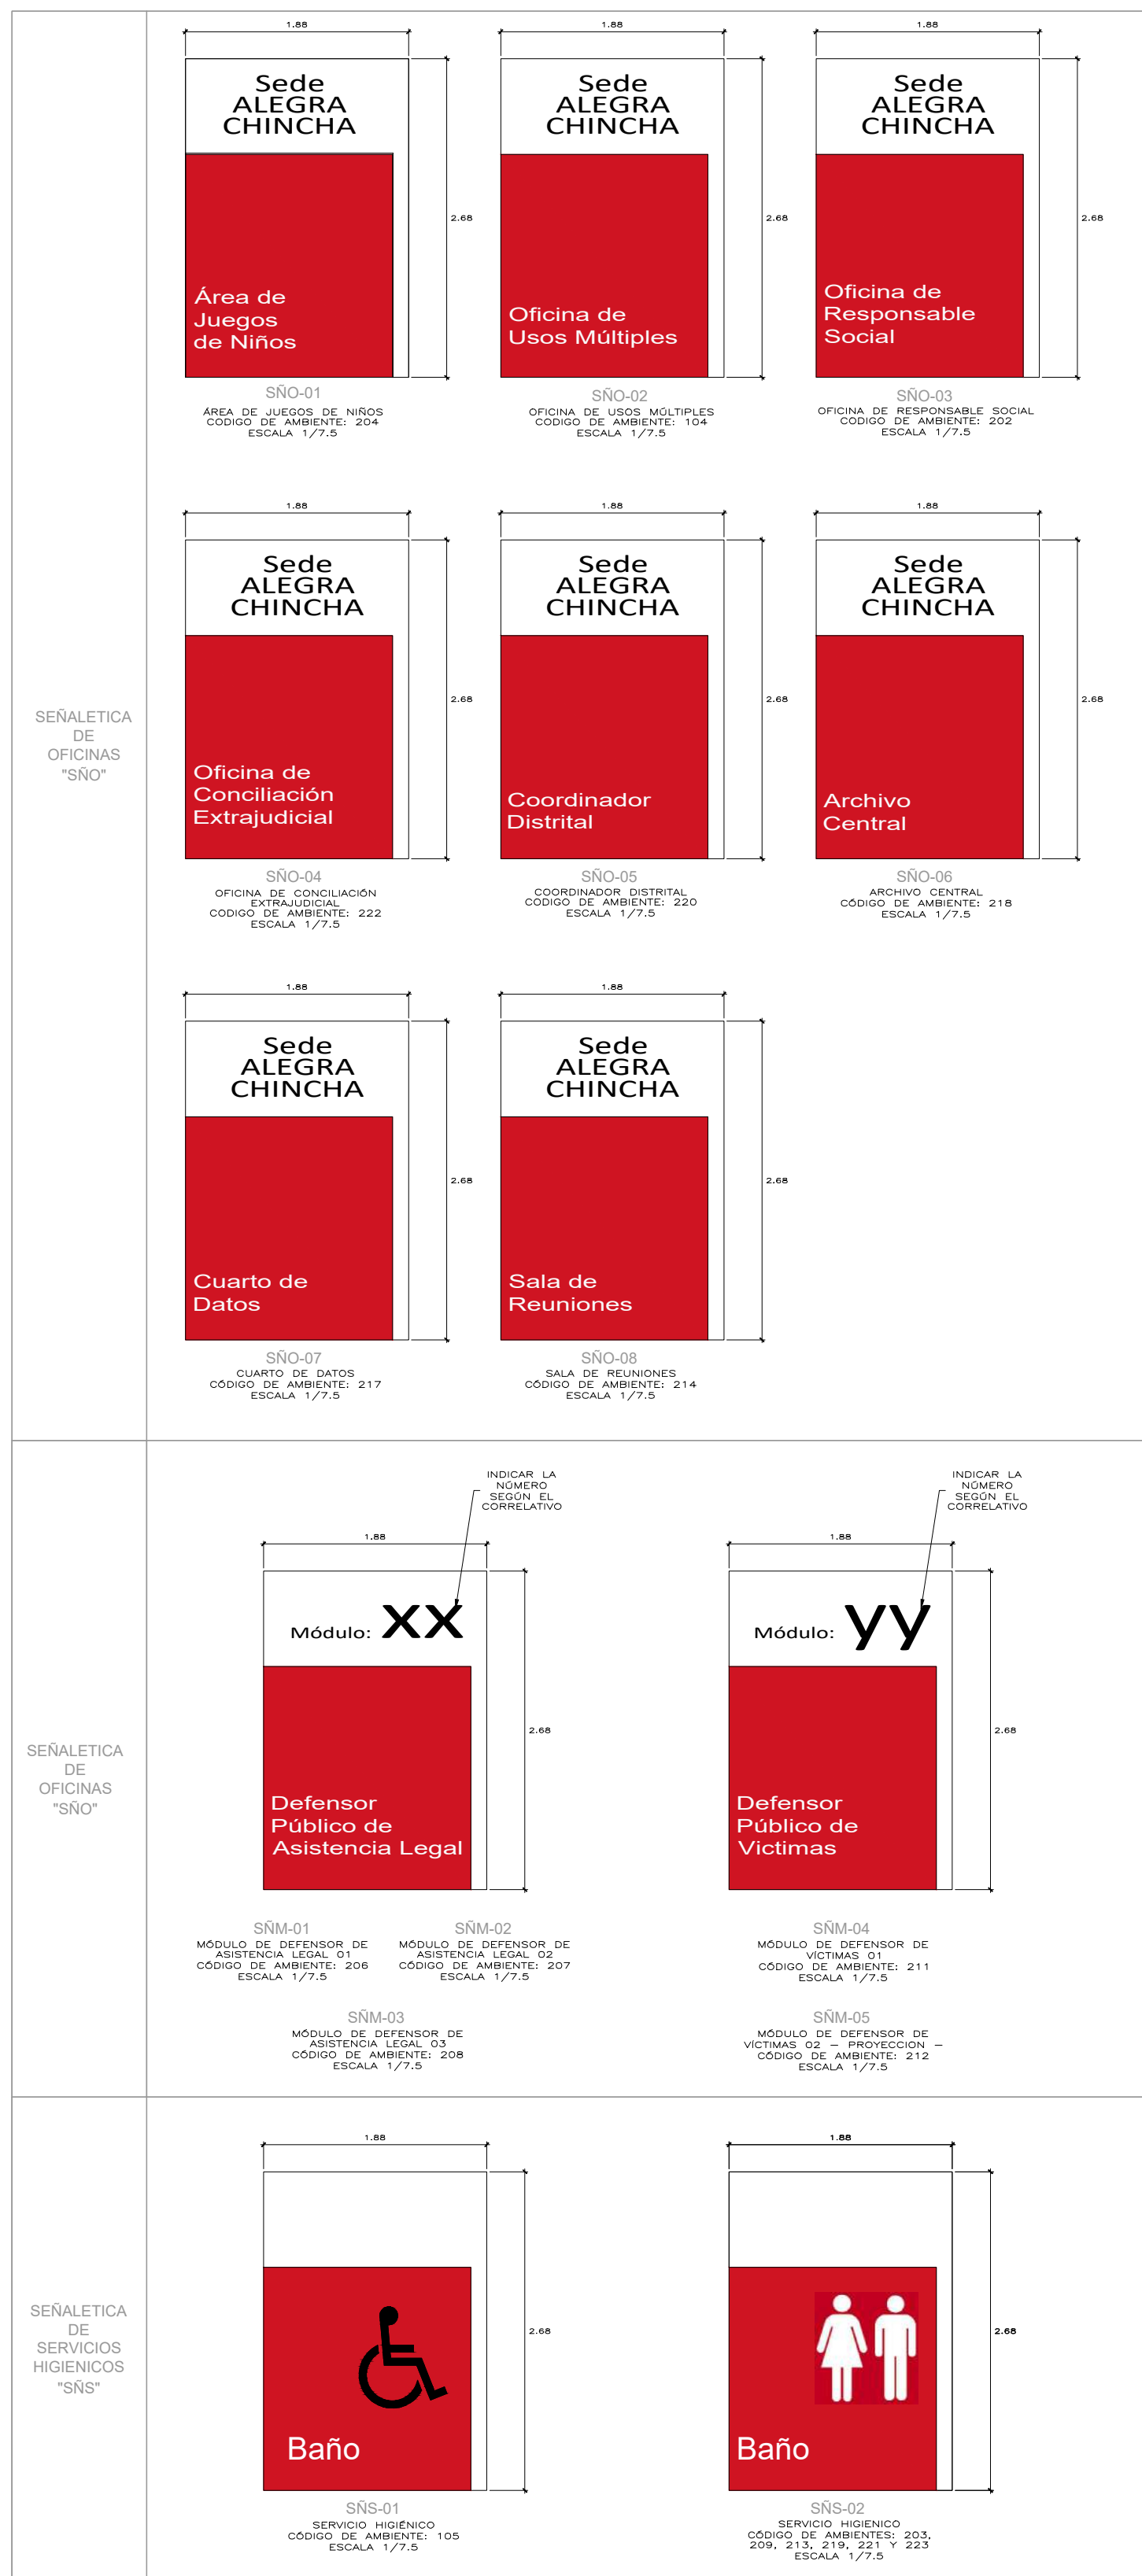 SEÑALETICA
DE
OFICINAS
"SÑO"
1.88
Sede
ALEGRA
CHINCHA
2.68
Área de
Juegos
de Niños
SÑO-01
ÁREA DE JUEGOS DE NIÑOS
CODIGO DE AMBIENTE: 204
ESCALA 1/7.5
1.88
Sede
ALEGRA
CHINCHA
2.68
Oficina de
Usos Múltiples
SÑO-02
OFICINA DE USOS MÚLTIPLES
CODIGO DE AMBIENTE: 104
ESCALA 1/7.5
1.88
Sede
ALEGRA
CHINCHA
2.68
Oficina de
Responsable
Social
SÑO-03
OFICINA DE RESPONSABLE SOCIAL
CODIGO DE AMBIENTE: 202
ESCALA 1/7.5
1.88
Sede
ALEGRA
CHINCHA
2.68
Oficina de
Conciliación
Extrajudicial
SÑO-04
OFICINA DE CONCILIACIÓN
EXTRAJUDICIAL
CODIGO DE AMBIENTE: 222
ESCALA 1/7.5
1.88
Sede
ALEGRA
CHINCHA
2.68
Coordinador
Distrital
SÑO-05
COORDINADOR DISTRITAL
CODIGO DE AMBIENTE: 220
ESCALA 1/7.5
1.88
Sede
ALEGRA
CHINCHA
2.68
Archivo
Central
SÑO-06
ARCHIVO CENTRAL
CÓDIGO DE AMBIENTE: 218
ESCALA 1/7.5
1.88
Sede
ALEGRA
CHINCHA
2.68
Cuarto de
Datos
SÑO-07
CUARTO DE DATOS
CÓDIGO DE AMBIENTE: 217
ESCALA 1/7.5
1.88
Sede
ALEGRA
CHINCHA
2.68
Sala de
Reuniones
SÑO-08
SALA DE REUNIONES
CÓDIGO DE AMBIENTE: 214
ESCALA 1/7.5
SEÑALETICA
DE
OFICINAS
"SÑO"
INDICAR LA
NÚMERO
SEGÚN EL
CORRELATIVO
1.88
Módulo: xx
2.68
Defensor
Público de
Asistencia Legal
SÑM-01
MÓDULO DE DEFENSOR DE
ASISTENCIA LEGAL 01
CÓDIGO DE AMBIENTE: 206
ESCALA 1/7.5
SÑM-02
MÓDULO DE DEFENSOR DE
ASISTENCIA LEGAL 02
CÓDIGO DE AMBIENTE: 207
ESCALA 1/7.5
SÑM-03
MÓDULO DE DEFENSOR DE
ASISTENCIA LEGAL 03
CÓDIGO DE AMBIENTE: 208
ESCALA 1/7.5
INDICAR LA
NÚMERO
SEGÚN EL
CORRELATIVO
1.88
Módulo: yy
2.68
Defensor
Público de
Victimas
SÑM-04
MÓDULO DE DEFENSOR DE
VÍCTIMAS 01
CÓDIGO DE AMBIENTE: 211
ESCALA 1/7.5
SÑM-05
MÓDULO DE DEFENSOR DE
VÍCTIMAS 02 – PROYECCION –
CÓDIGO DE AMBIENTE: 212
ESCALA 1/7.5
SEÑALETICA
DE
SERVICIOS
HIGIENICOS
"SÑS"
1.88
2.68
Baño
SÑS-01
SERVICIO HIGIÉNICO
CÓDIGO DE AMBIENTE: 105
ESCALA 1/7.5
1.88
2.68
Baño
SÑS-02
SERVICIO HIGIENICO
CÓDIGO DE AMBIENTES: 203,
209, 213, 219, 221 Y 223
ESCALA 1/7.5